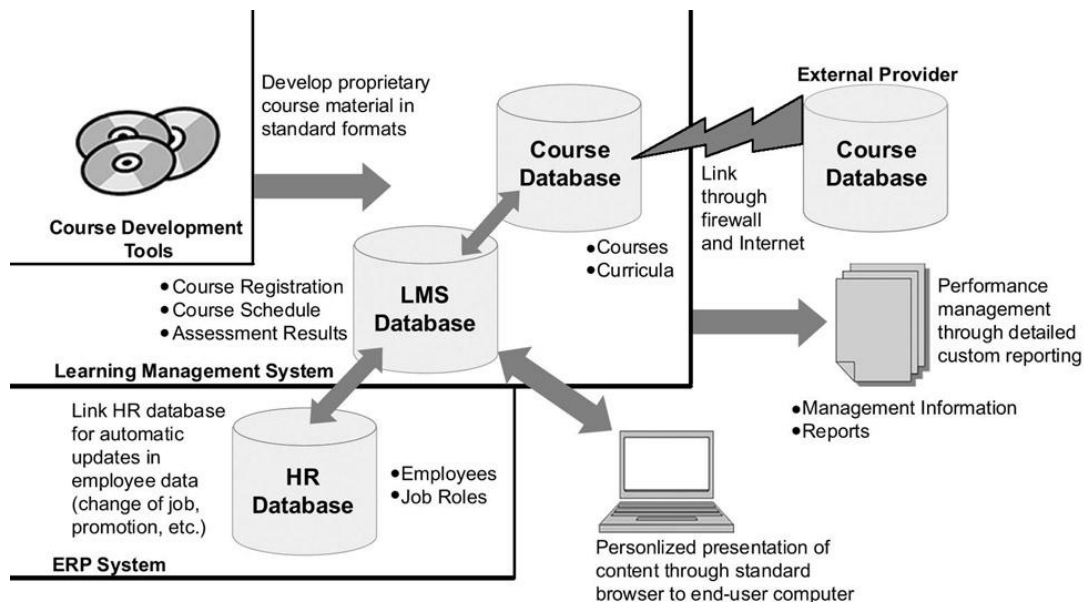 Develop proprietary
course material in
standard formats
Course Development
Tools
Course
Database
External Provider
Course
Database
Link
through
firewall
and Internet
●Courses
●Curricula
●Course Registration
●Course Schedule
●Assessment Results
LMS
Database
Learning Management System
Performance
management
through detailed
custom reporting
●Management Information
●Reports
Link HR database
for automatic
updates in
employee data
(change of job,
promotion, etc.)
HR
Database
●Employees
●Job Roles
ERP System
Personlized presentation of
content through standard
browser to end-user computer